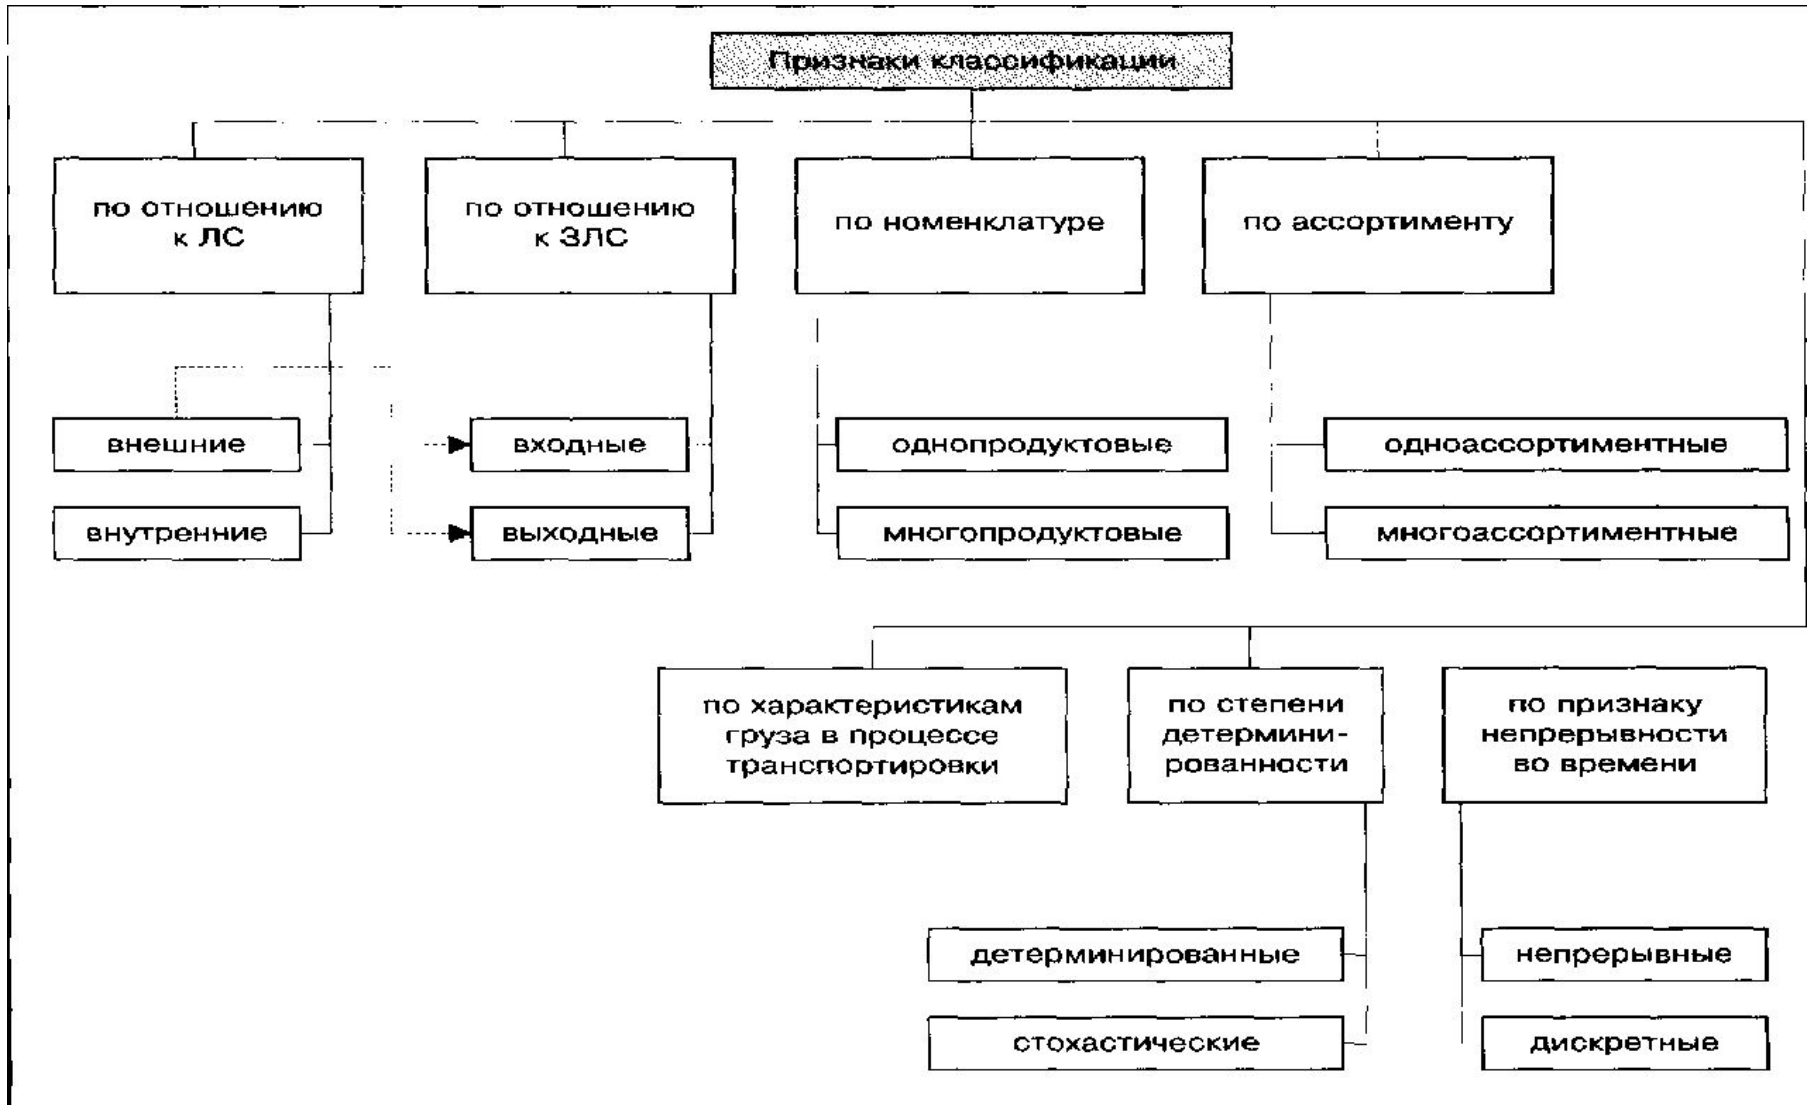 Признаки классификации
по отношению
к ЛС
по отношению
к ЗЛС
по номенклатуре
по ассортименту
внешние
входные
однопродуктовые
одноассортиментные
внутренние
выходные
многопродуктовые
многоассортиментные
по характеристикам
груза в процессе
транспортировки
по степени
детермини-
рованности
по признаку
непрерывности
во времени
детерминированные
непрерывные
стохастические
дискретные